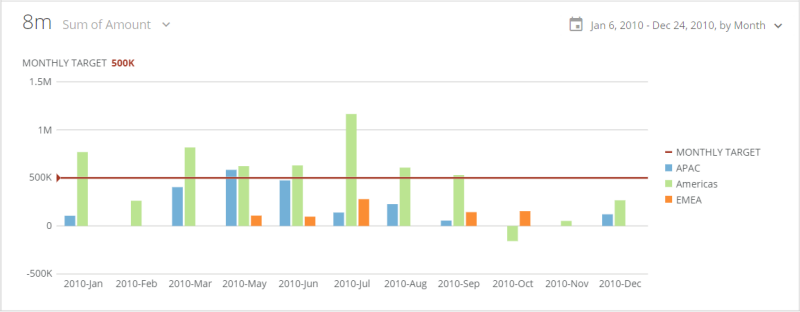 8m Sum of Amount
Jan 6, 2010 - Dec 24, 2010, by Month
MONTHLY TARGET 500K
1.5M
1M
500K
0
-500K
2010-Jan 2010-Feb 2010-Mar 2010-May 2010-Jun 2010-Jul 2010-Aug 2010-Sep 2010-Oct 2010-Nov 2010-Dec
MONTHLY TARGET
APAC
Americas
EMEA